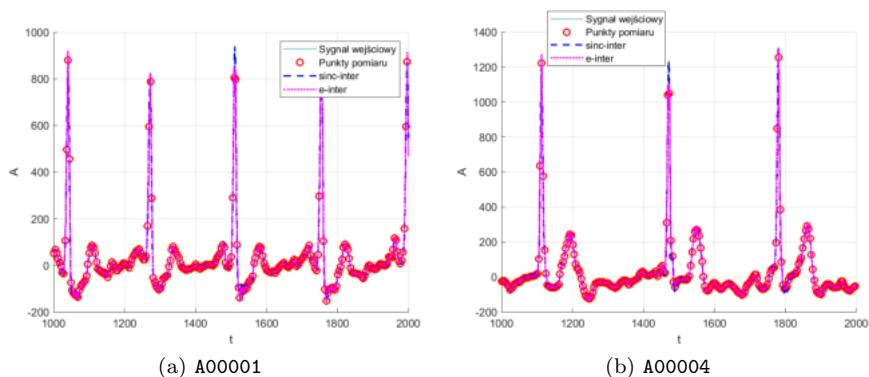 1000
800
600
400
200
0
-200
A
1000
1200
1400
1600
1800
2000
t
Sygnał wejściowy
Punkty pomiaru
sinc-inter
e-inter
(a) A00001
1400
1200
1000
800
600
400
200
0
-200
A
1000
1200
1400
1600
1800
2000
t
Sygnał wejściowy
Punkty pomiaru
sinc-inter
e-inter
(b) A00004